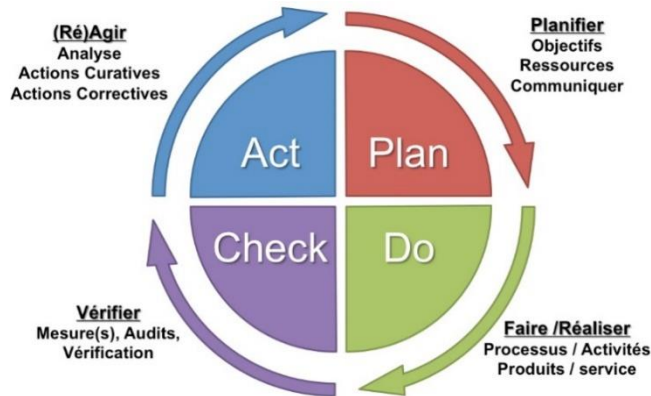 (Ré)Agir
Analyse
Actions Curatives
Actions Correctives
Planifier
Objectifs
Ressources
Communiquer
Act
Plan
Check
Do
Vérifier
Mesure(s), Audits,
Vérification
Faire /Réaliser
Processus / Activités
Produits / service